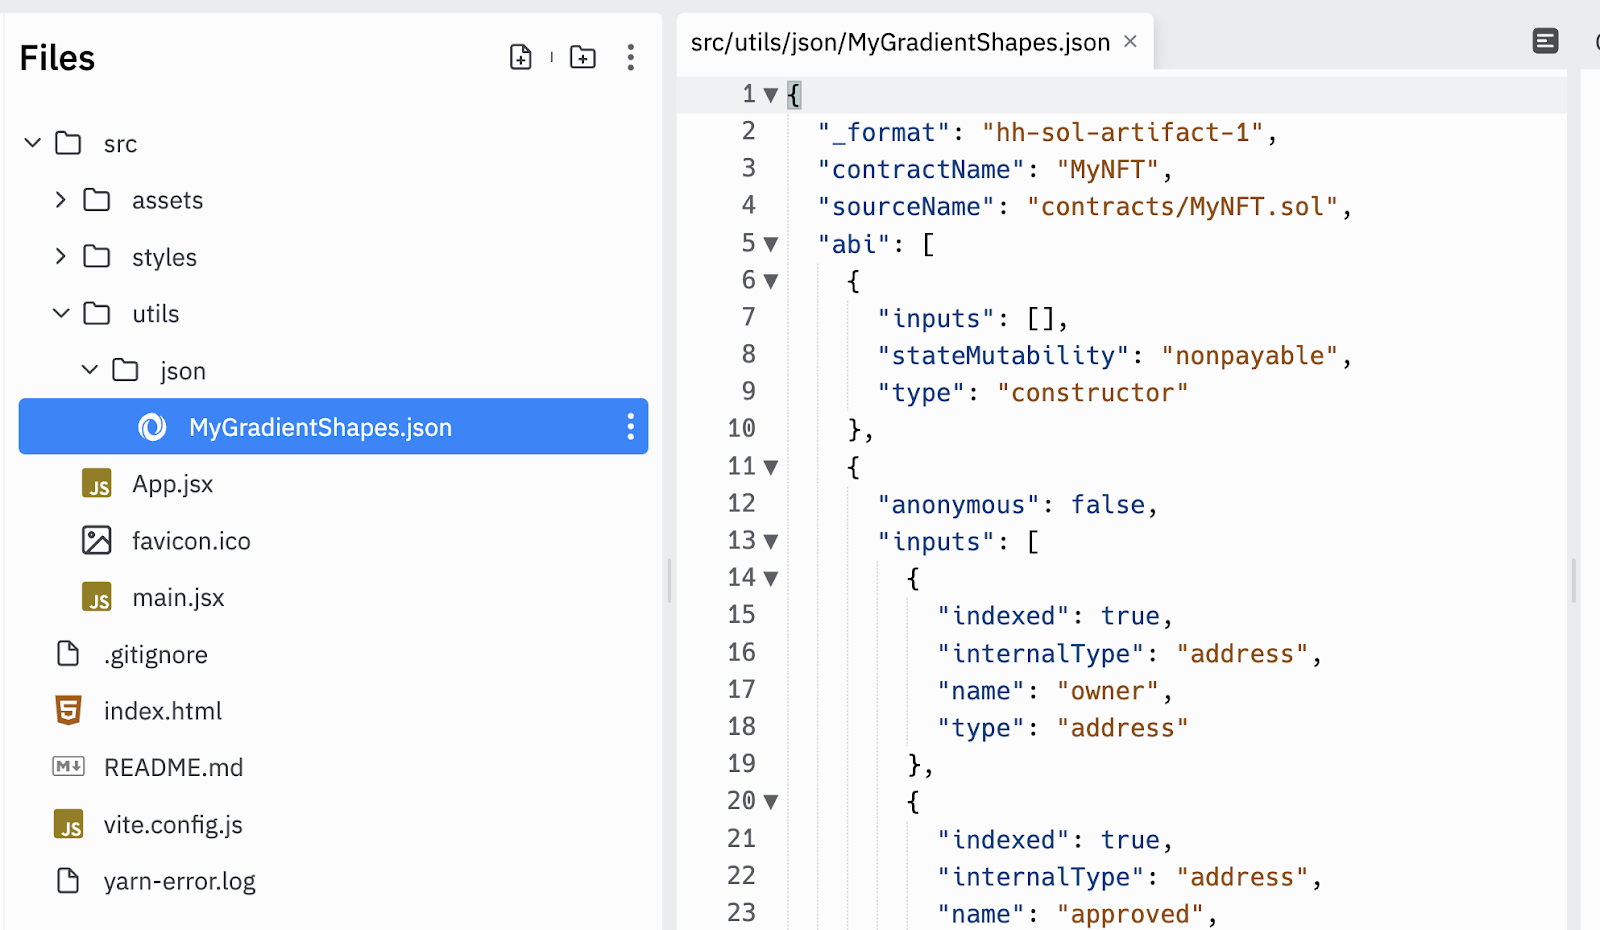 Files
src
assets
styles
utils
json
MyGradientShapes.json
JS App.jsx
favicon.ico
JS main.jsx
.gitignore
5 index.html
M↓ README.md
JS vite.config.js
yarn-error.log
src/utils/json/MyGradientShapes.json ×
1 {
2 "_format": "hh-sol-artifact-1",
3 "contractName": "MyNFT",
4 "sourceName": "contracts/MyNFT.sol",
5 "abi": [
6 {
7 "inputs": [],
8 "stateMutability": "nonpayable",
9 "type": "constructor"
10 },
11 {
12 "anonymous": false,
13 "inputs": [
14 {
15 "indexed": true,
16 "internalType": "address",
17 "name": "owner",
18 "type": "address"
19 },
20 {
21 "indexed": true,
22 "internalType": "address",
23 "name": "approved",